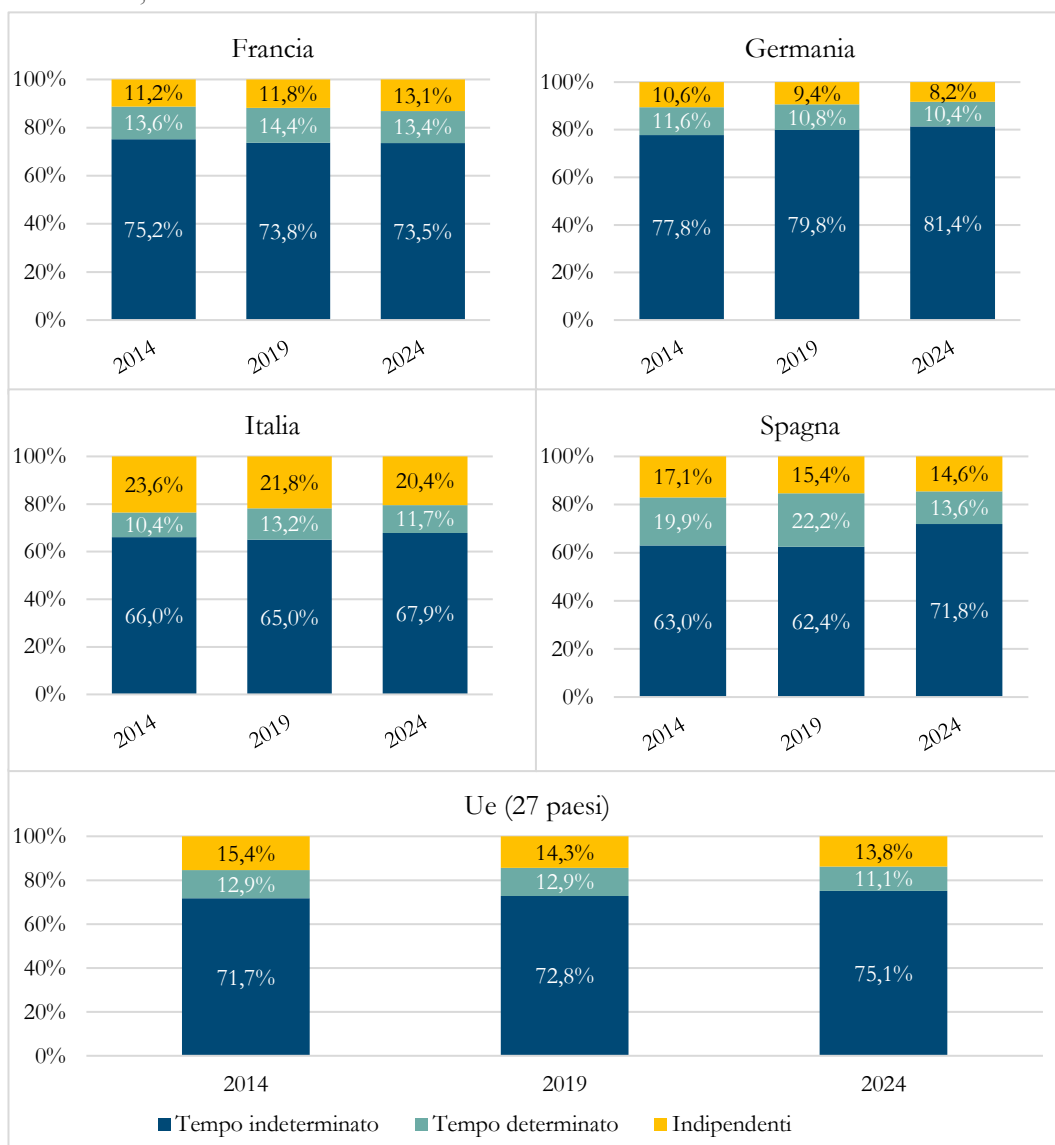 Francia
100%
80%
60%
40%
20%
0%
11,2% 11,8% 13,1%
13,6% 14,4% 13,4%
75,2% 73,8% 73,5%
2014 2019 2024
Germania
100%
80%
60%
40%
20%
0%
10,6% 9,4% 8,2%
11,6% 10,8% 10,4%
77,8% 79,8% 81,4%
2014 2019 2024
Italia
100%
80%
60%
40%
20%
0%
23,6% 21,8% 20,4%
10,4% 13,2% 11,7%
66,0% 65,0% 67,9%
2014 2019 2024
Spagna
100%
80%
60%
40%
20%
0%
17,1% 15,4% 14,6%
19,9% 22,2% 13,6%
63,0% 62,4% 71,8%
2014 2019 2024
Ue (27 paesi)
100%
80%
60%
40%
20%
0%
15,4% 14,3% 13,8%
12,9% 12,9% 11,1%
71,7% 72,8% 75,1%
2014 2019 2024
Tempo indeterminato Tempo determinato Indipendenti